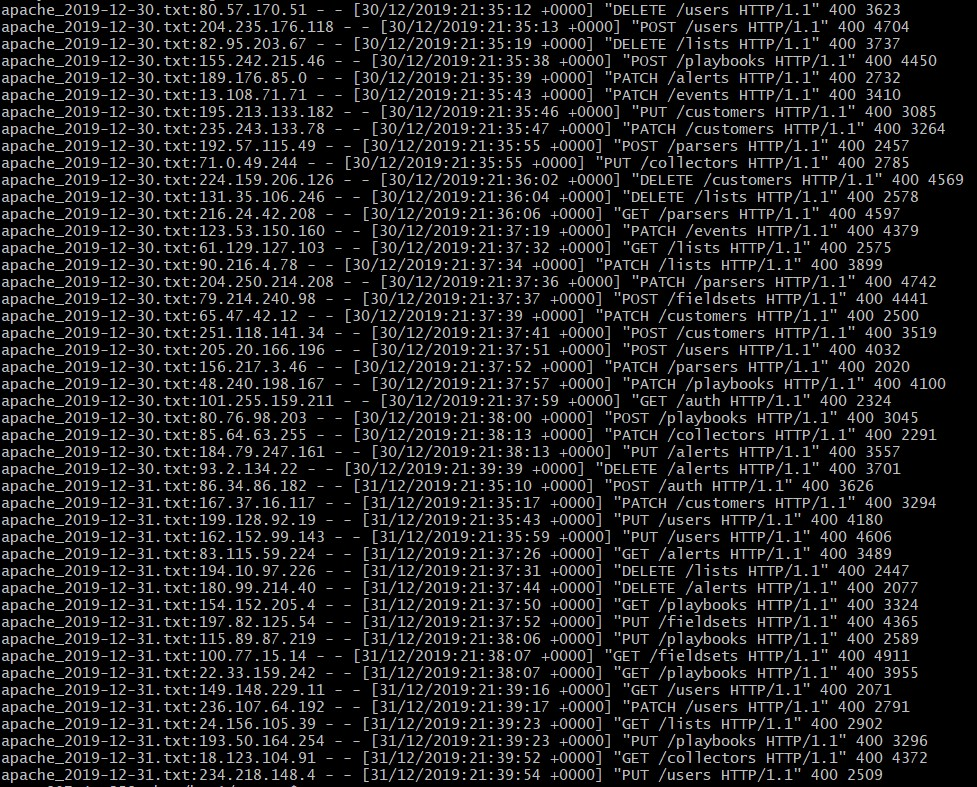 apache_2019-12-30.txt:80.57.170.51 - - [30/12/2019:21:35:12 +0000] "DELETE /users HTTP/1.1" 400 3623
apache_2019-12-30.txt:204.235.176.118 - - [30/12/2019:21:35:13 +0000] "POST /users HTTP/1.1" 400 4704
apache_2019-12-30.txt:82.95.203.67 - - [30/12/2019:21:35:19 +0000] "DELETE /lists HTTP/1.1" 400 3737
apache_2019-12-30.txt:155.242.215.46 - - [30/12/2019:21:35:38 +0000] "POST /playbooks HTTP/1.1" 400 4450
apache_2019-12-30.txt:189.176.85.0 - - [30/12/2019:21:35:39 +0000] "PATCH /alerts HTTP/1.1" 400 2732
apache_2019-12-30.txt:13.108.71.71 - - [30/12/2019:21:35:43 +0000] "PATCH /events HTTP/1.1" 400 3410
apache_2019-12-30.txt:195.213.133.182 - - [30/12/2019:21:35:46 +0000] "PUT /customers HTTP/1.1" 400 3085
apache_2019-12-30.txt:235.243.133.78 - - [30/12/2019:21:35:47 +0000] "PATCH /customers HTTP/1.1" 400 3264
apache_2019-12-30.txt:192.57.115.49 - - [30/12/2019:21:35:55 +0000] "POST /parsers HTTP/1.1" 400 2457
apache_2019-12-30.txt:71.0.49.244 - - [30/12/2019:21:35:55 +0000] "PUT /collectors HTTP/1.1" 400 2785
apache_2019-12-30.txt:224.159.206.126 - - [30/12/2019:21:36:02 +0000] "DELETE /customers HTTP/1.1" 400 4569
apache_2019-12-30.txt:131.35.106.246 - - [30/12/2019:21:36:04 +0000] "DELETE /lists HTTP/1.1" 400 2578
apache_2019-12-30.txt:216.24.42.208 - - [30/12/2019:21:36:06 +0000] "GET /parsers HTTP/1.1" 400 4597
apache_2019-12-30.txt:123.53.150.160 - - [30/12/2019:21:37:19 +0000] "PATCH /events HTTP/1.1" 400 4379
apache_2019-12-30.txt:61.129.127.103 - - [30/12/2019:21:37:32 +0000] "GET /lists HTTP/1.1" 400 2575
apache_2019-12-30.txt:90.216.4.78 - - [30/12/2019:21:37:34 +0000] "PATCH /lists HTTP/1.1" 400 3899
apache_2019-12-30.txt:204.250.214.208 - - [30/12/2019:21:37:36 +0000] "PATCH /parsers HTTP/1.1" 400 4742
apache_2019-12-30.txt:79.214.240.98 - - [30/12/2019:21:37:37 +0000] "POST /fieldsets HTTP/1.1" 400 4441
apache_2019-12-30.txt:65.47.42.12 - - [30/12/2019:21:37:39 +0000] "PATCH /customers HTTP/1.1" 400 2500
apache_2019-12-30.txt:251.118.141.34 - - [30/12/2019:21:37:41 +0000] "POST /customers HTTP/1.1" 400 3519
apache_2019-12-30.txt:205.20.166.196 - - [30/12/2019:21:37:51 +0000] "POST /users HTTP/1.1" 400 4032
apache_2019-12-30.txt:156.217.3.46 - - [30/12/2019:21:37:52 +0000] "PATCH /parsers HTTP/1.1" 400 2020
apache_2019-12-30.txt:48.240.198.167 - - [30/12/2019:21:37:57 +0000] "PATCH /playbooks HTTP/1.1" 400 4100
apache_2019-12-30.txt:101.255.159.211 - - [30/12/2019:21:37:59 +0000] "GET /auth HTTP/1.1" 400 2324
apache_2019-12-30.txt:80.76.98.203 - - [30/12/2019:21:38:00 +0000] "POST /playbooks HTTP/1.1" 400 3045
apache_2019-12-30.txt:85.64.63.255 - - [30/12/2019:21:38:13 +0000] "PATCH /collectors HTTP/1.1" 400 2291
apache_2019-12-30.txt:184.79.247.161 - - [30/12/2019:21:38:13 +0000] "PUT /alerts HTTP/1.1" 400 3557
apache_2019-12-30.txt:93.2.134.22 - - [30/12/2019:21:39:39 +0000] "DELETE /alerts HTTP/1.1" 400 3701
apache_2019-12-31.txt:86.34.86.182 - - [31/12/2019:21:35:10 +0000] "POST /auth HTTP/1.1" 400 3626
apache_2019-12-31.txt:167.37.16.117 - - [31/12/2019:21:35:17 +0000] "PATCH /customers HTTP/1.1" 400 3294
apache_2019-12-31.txt:199.128.92.19 - - [31/12/2019:21:35:43 +0000] "PUT /users HTTP/1.1" 400 4180
apache_2019-12-31.txt:162.152.99.143 - - [31/12/2019:21:35:59 +0000] "PUT /users HTTP/1.1" 400 4606
apache_2019-12-31.txt:83.115.59.224 - - [31/12/2019:21:37:26 +0000] "GET /alerts HTTP/1.1" 400 3489
apache_2019-12-31.txt:194.10.97.226 - - [31/12/2019:21:37:31 +0000] "DELETE /lists HTTP/1.1" 400 2447
apache_2019-12-31.txt:180.99.214.40 - - [31/12/2019:21:37:44 +0000] "DELETE /alerts HTTP/1.1" 400 2077
apache_2019-12-31.txt:154.152.205.4 - - [31/12/2019:21:37:50 +0000] "GET /playbooks HTTP/1.1" 400 3324
apache_2019-12-31.txt:197.82.125.54 - - [31/12/2019:21:37:52 +0000] "PUT /fieldsets HTTP/1.1" 400 4365
apache_2019-12-31.txt:115.89.87.219 - - [31/12/2019:21:38:06 +0000] "PUT /playbooks HTTP/1.1" 400 2589
apache_2019-12-31.txt:100.77.15.14 - - [31/12/2019:21:38:07 +0000] "GET /fieldsets HTTP/1.1" 400 4911
apache_2019-12-31.txt:22.33.159.242 - - [31/12/2019:21:38:07 +0000] "GET /playbooks HTTP/1.1" 400 3955
apache_2019-12-31.txt:149.148.229.11 - - [31/12/2019:21:39:16 +0000] "GET /users HTTP/1.1" 400 2071
apache_2019-12-31.txt:236.107.64.192 - - [31/12/2019:21:39:17 +0000] "PATCH /users HTTP/1.1" 400 2791
apache_2019-12-31.txt:24.156.105.39 - - [31/12/2019:21:39:23 +0000] "GET /lists HTTP/1.1" 400 2902
apache_2019-12-31.txt:193.50.164.254 - - [31/12/2019:21:39:23 +0000] "PUT /playbooks HTTP/1.1" 400 3296
apache_2019-12-31.txt:18.123.104.91 - - [31/12/2019:21:39:52 +0000] "GET /collectors HTTP/1.1" 400 4372
apache_2019-12-31.txt:234.218.148.4 - - [31/12/2019:21:39:54 +0000] "PUT /users HTTP/1.1" 400 2509